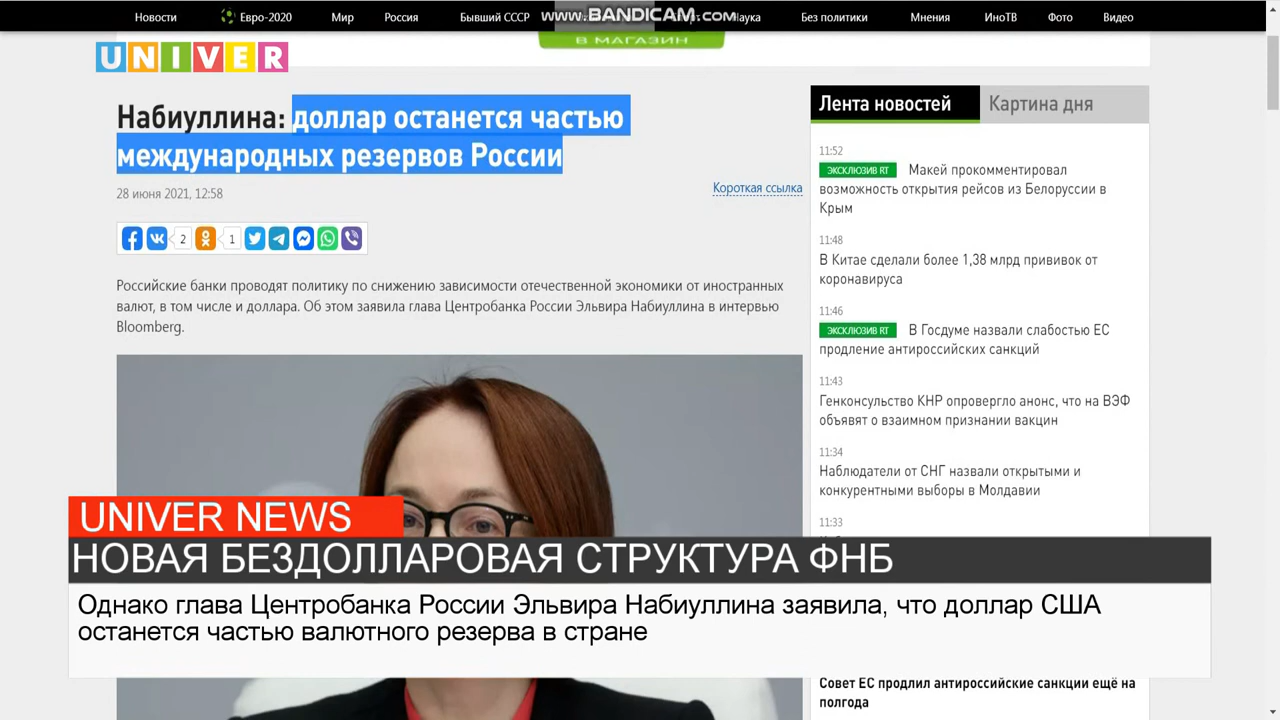 Новости Евро-2020 Мир Россия Бывший СССР Без политики Мнения ИноТВ Фото Видео
WWW.BANDICAM.COM
В МАГАЗИН
UNIVER
Набиуллина: доллар останется частью
международных резервов России
28 июня 2021, 12:58
Короткая ссылка
2 1
Российские банки проводят политику по снижению зависимости отечественной экономики от иностранных
валют, в том числе и доллара. Об этом заявила глава Центробанка России Эльвира Набиуллина в интервью
Bloomberg.
Лента новостей Картина дня
11:52
ЭКСКЛЮЗИВ RT Макей прокомментировал
возможность открытия рейсов из Белоруссии в
Крым
11:48
В Китае сделали более 1,38 млрд прививок от
коронавируса
11:46
ЭКСКЛЮЗИВ RT В Госдуме назвали слабостью ЕС
продление антироссийских санкций
11:43
Генконсульство КНР опровергло анонс, что на ВЭФ
объявят о взаимном признании вакцин
11:34
Наблюдатели от СНГ назвали открытыми и
конкурентными выборы в Молдавии
11:33
UNIVER NEWS
НОВАЯ БЕЗДОЛЛАРОВАЯ СТРУКТУРА ФНБ
Однако глава Центробанка России Эльвира Набиуллина заявила, что доллар США
останется частью валютного резерва в стране
Совет ЕС продлил антироссийские санкции ещё на
полгода